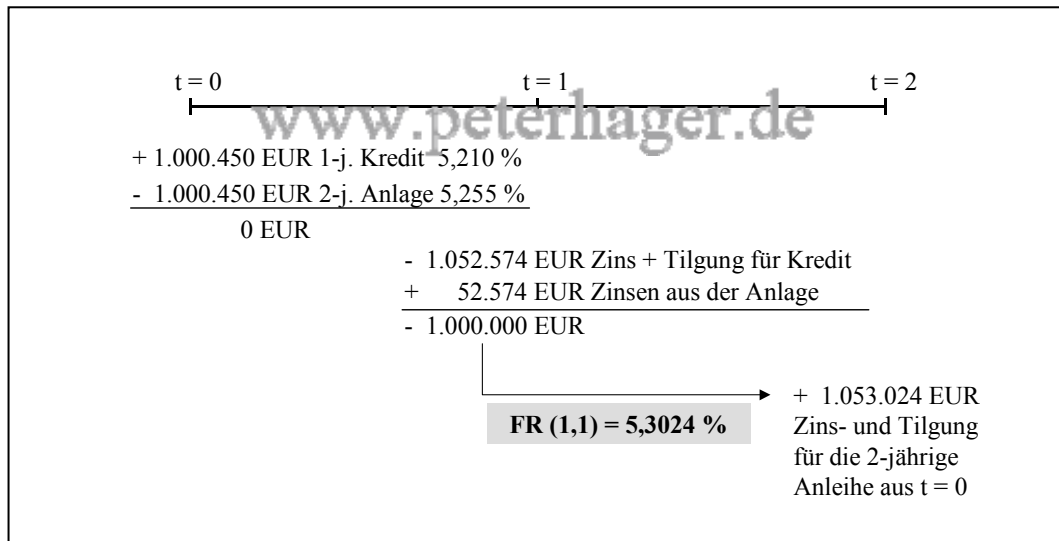 t = 0 t = 1 t = 2
www.peterhager.de
+ 1.000.450 EUR 1-j. Kredit 5,210 %
- 1.000.450 EUR 2-j. Anlage 5,255 %
0 EUR
- 1.052.574 EUR Zins + Tilgung für Kredit
+ 52.574 EUR Zinsen aus der Anlage
- 1.000.000 EUR
+ 1.053.024 EUR
FR (1,1) = 5,3024 %
Zins- und Tilgung
für die 2-jährige
Anleihe aus t = 0